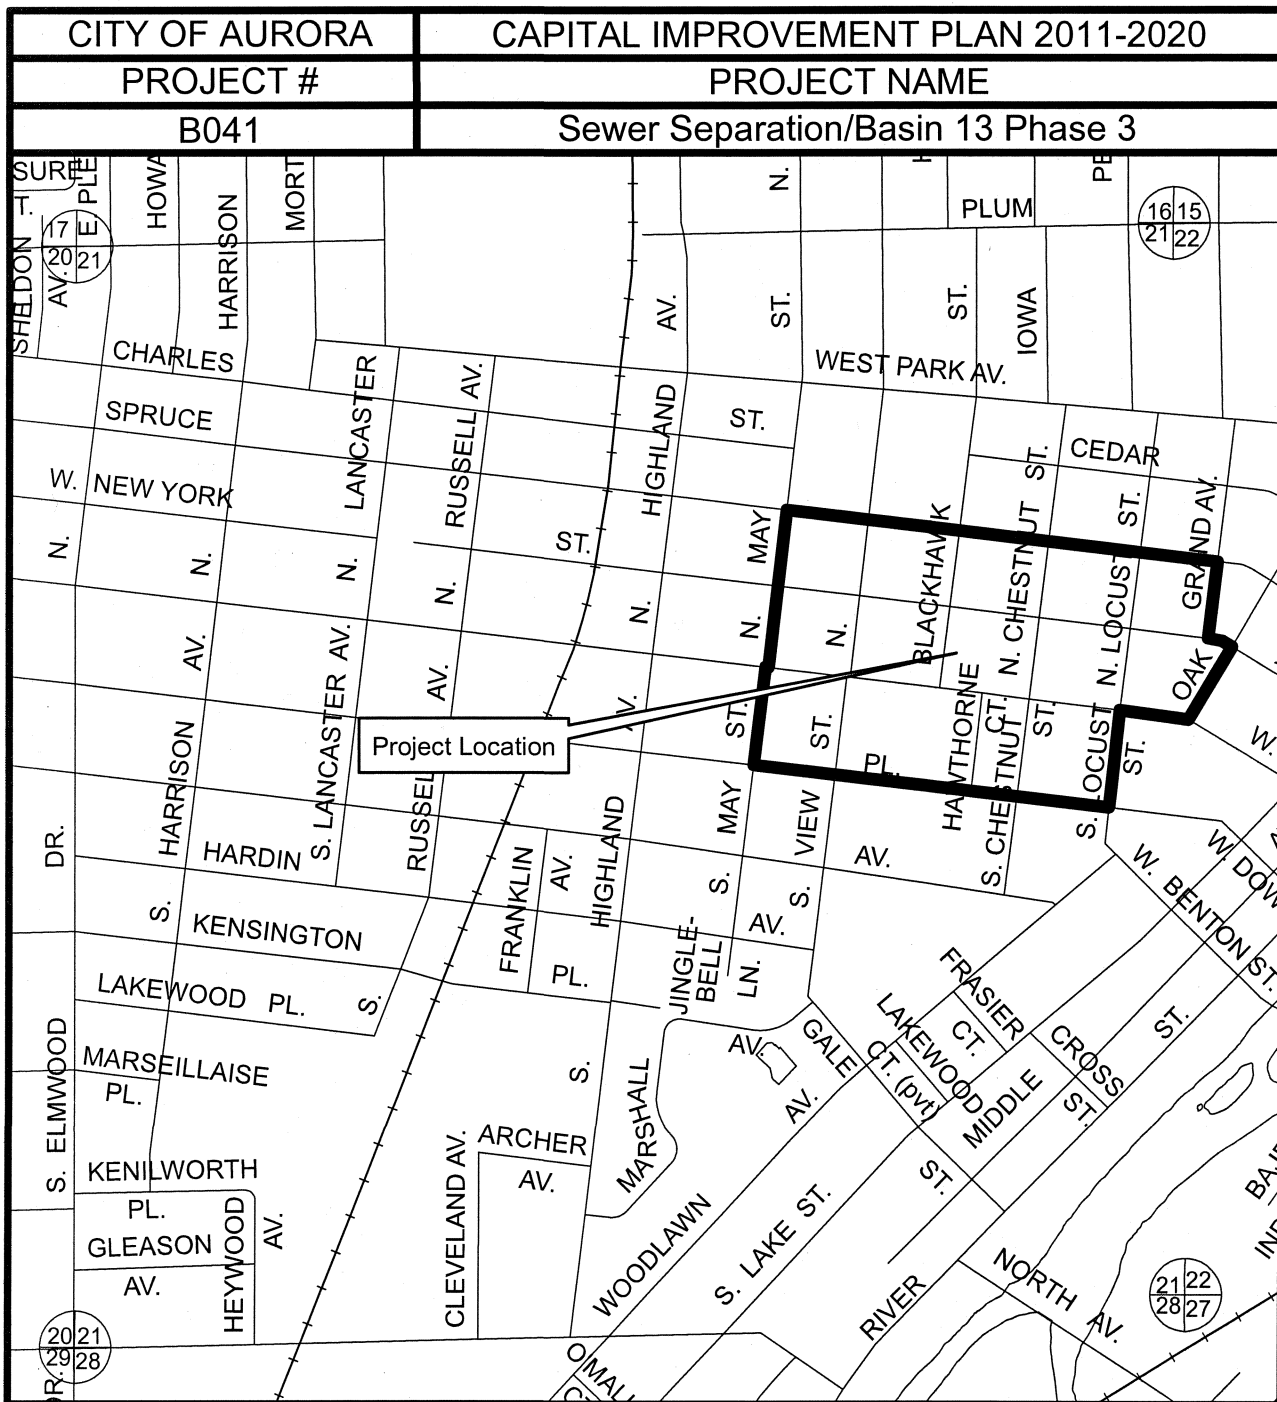 CITY OF AURORA
CAPITAL IMPROVEMENT PLAN 2011-2020
PROJECT #
PROJECT NAME
B041
Sewer Separation/Basin 13 Phase 3
SURE
T.
E. PLE
HOWA
MORT
N.
PE
PLUM
16 15
21 22
17
20 21
SHELDON
AV.
HARRISON
AV.
ST.
ST.
IOWA
CHARLES
WEST PARK AV.
LANCASTER
RUSSELL AV.
HIGHLAND
SPRUCE
ST.
CEDAR
ST.
W. NEW YORK
ST.
GRAND AV.
MAY
BLACKHAWK
N. CHESTNUT
N. LOCUST
N.
N.
N.
N.
ST.
N.
N.
N.
AV.
S. LANCASTER AV.
AV.
OAK
HAWTHORNE
CT.
ST.
Project Location
AV.
ST.
ST.
ST.
W.
HARRISON
RUSSEL
PL.
S. CHESTNUT
S. LOCUST
DR.
HARDIN
HIGHLAND
MAY
VIEW
AV.
W. DOW
W. BENTON ST.
FRANKLIN
AV.
S.
S.
S.
KENSINGTON
AV.
JINGLE-
BELL
LN.
LAKEWOOD PL.
S.
PL.
FRASIER
CT.
LAKEWOOD
CT. (pvt)
CROSS
ST.
ST.
S. ELMWOOD
MARSEILLAISE
PL.
S.
MARSHALL
AV.
GALE
AV.
MIDDLE
ST.
KENILWORTH
PL.
CLEVELAND AV.
ARCHER
AV.
GLEASON
AV.
HEYWOOD
AV.
WOODLAWN
S. LAKE ST.
RIVER
NORTH AV.
21 22
28 27
20 21
29 28
DR.
OMALL